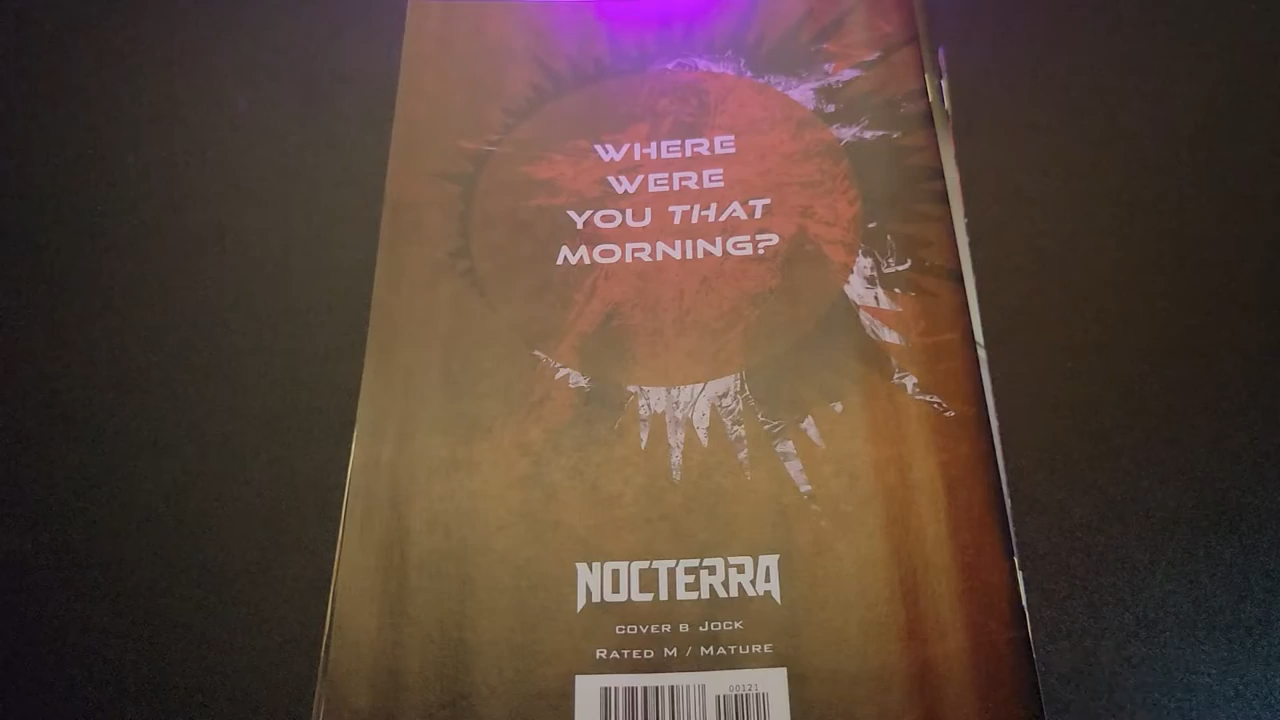 WHERE
WERE
YOU THAT
MORNING?
NOCTERRA
COVER B JOCK
RATED M / MATURE
00121